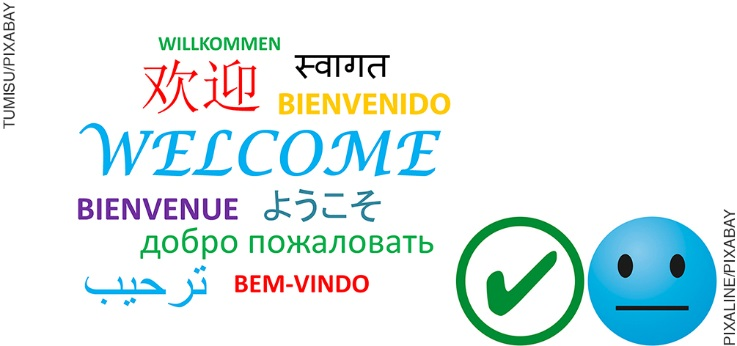 TUMISU/PIXABAY
WILLKOMMEN
欢迎 स्वागत
BIENVENIDO
WELCOME
BIENVENUE ようこそ
добро пожаловать
ترحيب BEM-VINDO
PIXALINE/PIXABAY